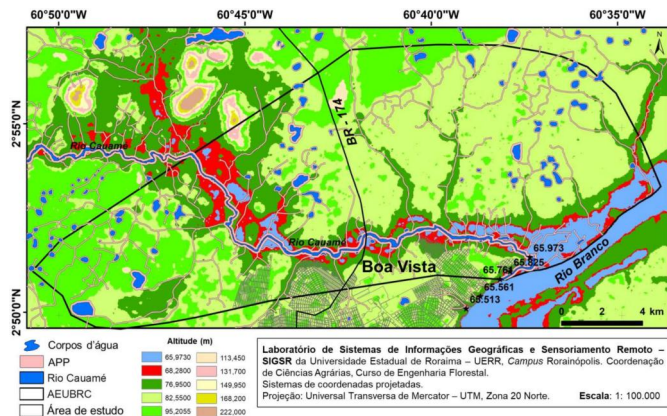 60°50'0"W 60°45'0"W 60°40'0"W 60°35'0"W
2°55'0"N
2°50'0"N
N
BR - 174
Rio Cauamé
Rio Cauamé
Boa Vista
Rio Branco
65.973
65.825
65.761
65.561
65.513
0 2 4 km
Corpos d'água
APP
Rio Cauamé
AEUBRC
Área de estudo
Altitude (m)
65,9730 113,450
68,2800 131,700
76,9500 149,950
82,5500 168,200
95,2055 222,000
Laboratório de Sistemas de Informações Geográficas e Sensoriamento Remoto –
SIGSR da Universidade Estadual de Roraima – UERR, Campus Rorainópolis. Coordenação
de Ciências Agrárias, Curso de Engenharia Florestal.
Sistemas de coordenadas projetadas.
Projeção: Universal Transversa de Mercator – UTM, Zona 20 Norte. Escala: 1: 100.000